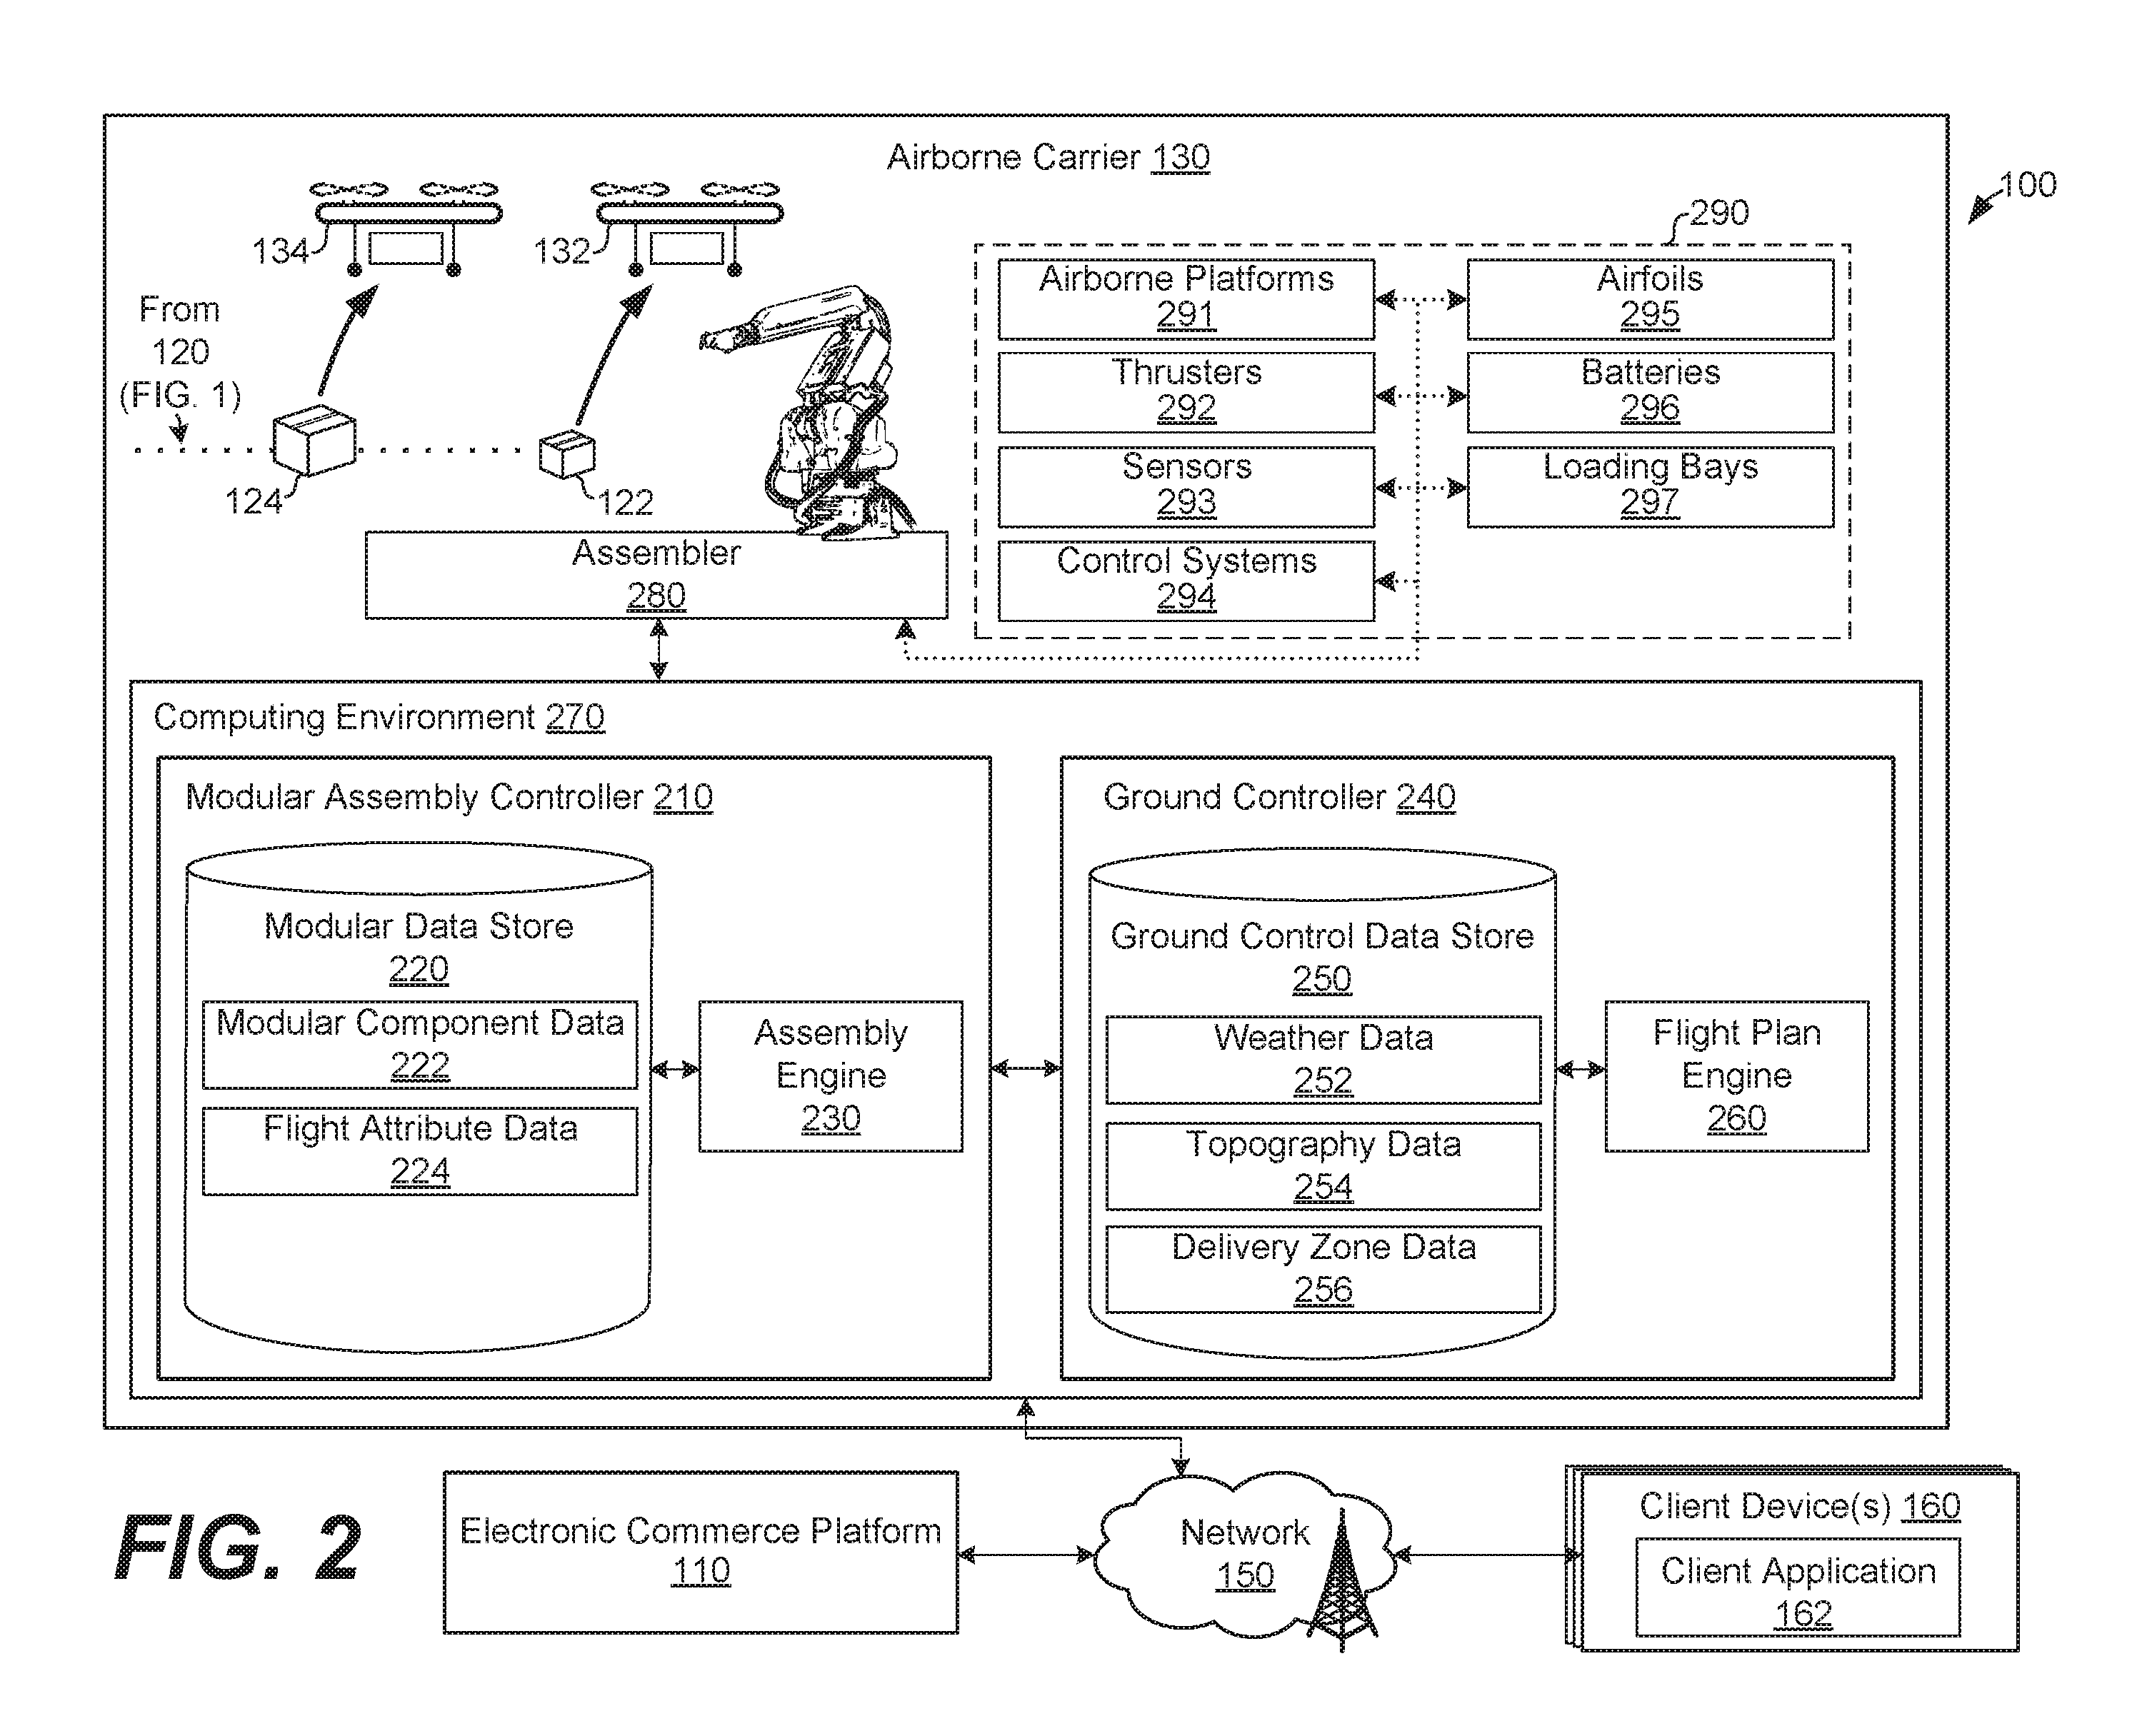 Airborne Carrier 130
100
290
134
132
From
120
(FIG. 1)
124
122
Airborne Platforms
291
Thrusters
292
Sensors
293
Control Systems
294
Airfoils
295
Batteries
296
Loading Bays
297
Assembler
280
Computing Environment 270
Modular Assembly Controller 210
Modular Data Store
220
Modular Component Data
222
Flight Attribute Data
224
Assembly
Engine
230
Ground Controller 240
Ground Control Data Store
250
Weather Data
252
Topography Data
254
Delivery Zone Data
256
Flight Plan
Engine
260
FIG. 2
Electronic Commerce Platform
110
Network
150
Client Device(s) 160
Client Application
162